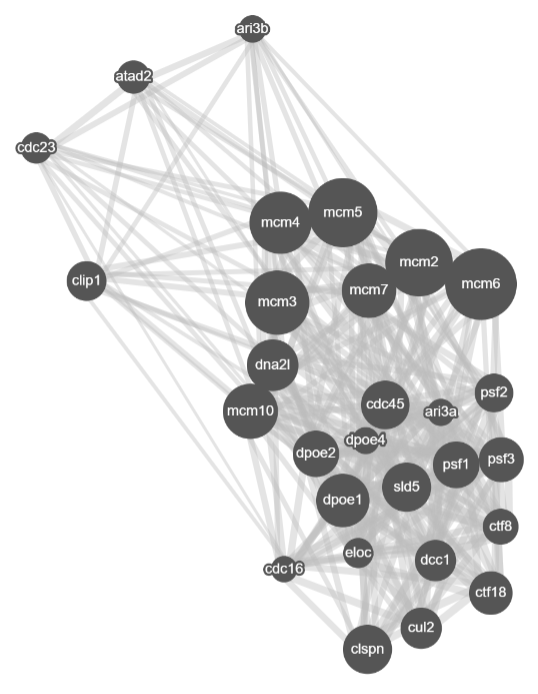 ari3b
atad2
cdc23
mcm5
mcm4
mcm2
clip1
mcm6
mcm7
mcm3
dna2l
psf2
cdc45
mcm10
ari3a
dpoe4
dpoe2
psf3
psf1
sld5
dpoe1
ctf8
eloc
dcc1
cdc16
ctf18
cul2
clspn